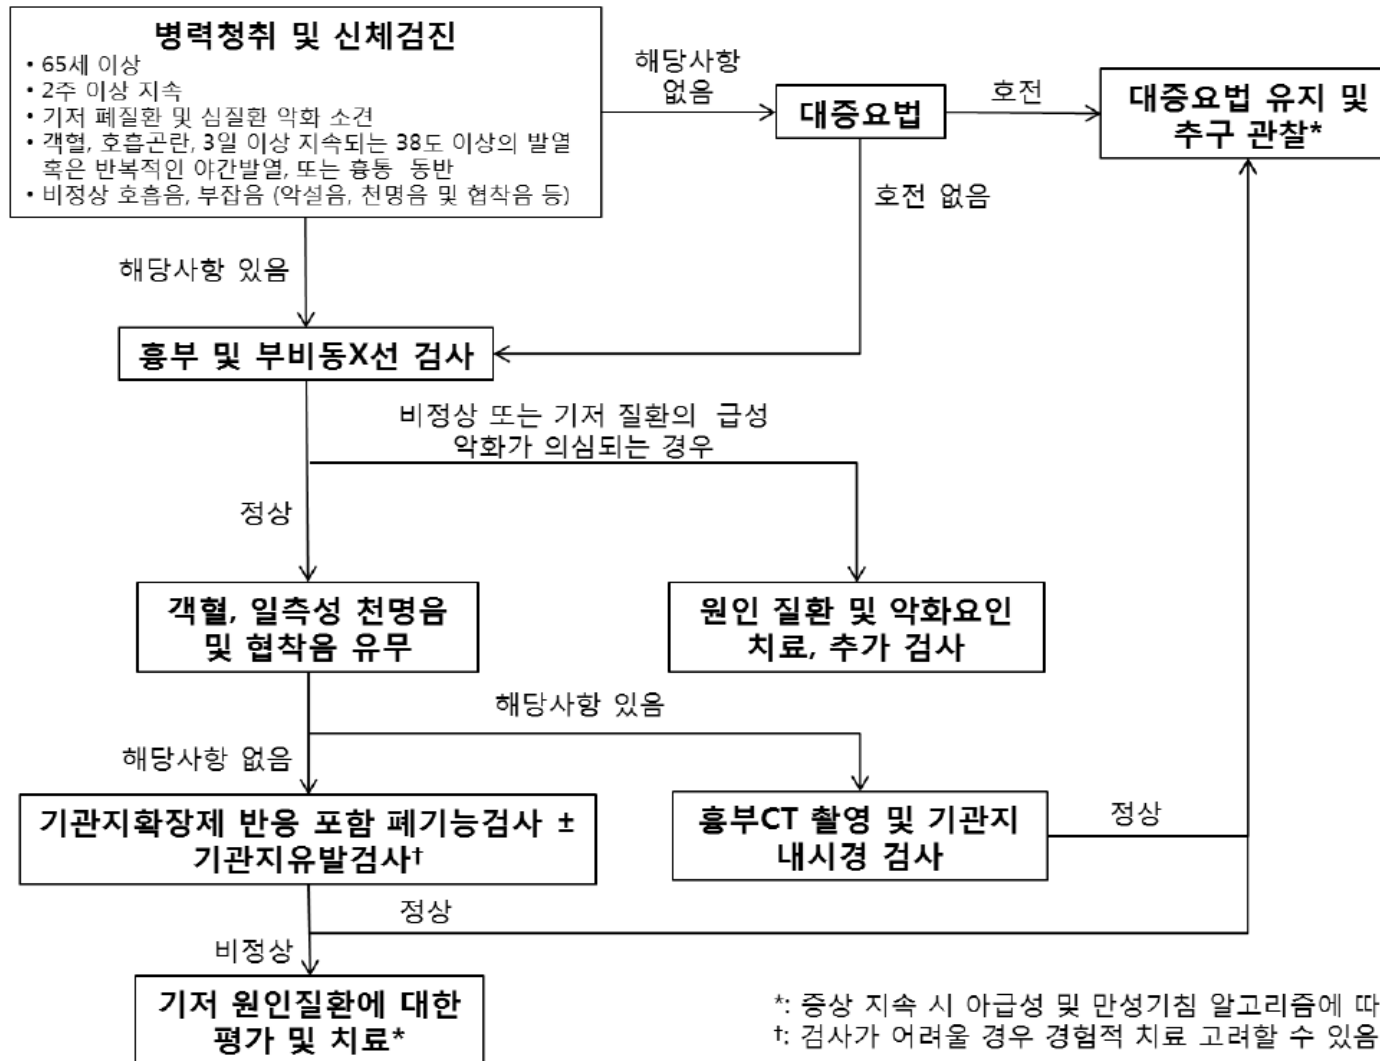 병력청취 및 신체검진
• 65세 이상
• 2주 이상 지속
• 기저 폐질환 및 심질환 악화 소견
• 객혈, 호흡곤란, 3일 이상 지속되는 38도 이상의 발열
혹은 반복적인 야간발열, 또는 흉통 동반
• 비정상 호흡음, 부잡음 (악설음, 천명음 및 협착음 등)
해당사항
없음
대증요법
호전
대증요법 유지 및
추구 관찰*
호전 없음
해당사항 있음
흉부 및 부비동X선 검사
비정상 또는 기저 질환의 급성
악화가 의심되는 경우
정상
객혈, 일측성 천명음
및 협착음 유무
원인 질환 및 악화요인
치료, 추가 검사
해당사항 있음
해당사항 없음
기관지확장제 반응 포함 폐기능검사 ±
기관지유발검사†
흉부CT 촬영 및 기관지
내시경 검사
정상
정상
비정상
기저 원인질환에 대한
평가 및 치료*
*: 증상 지속 시 아급성 및 만성기침 알고리즘에 따
†: 검사가 어려울 경우 경험적 치료 고려할 수 있음